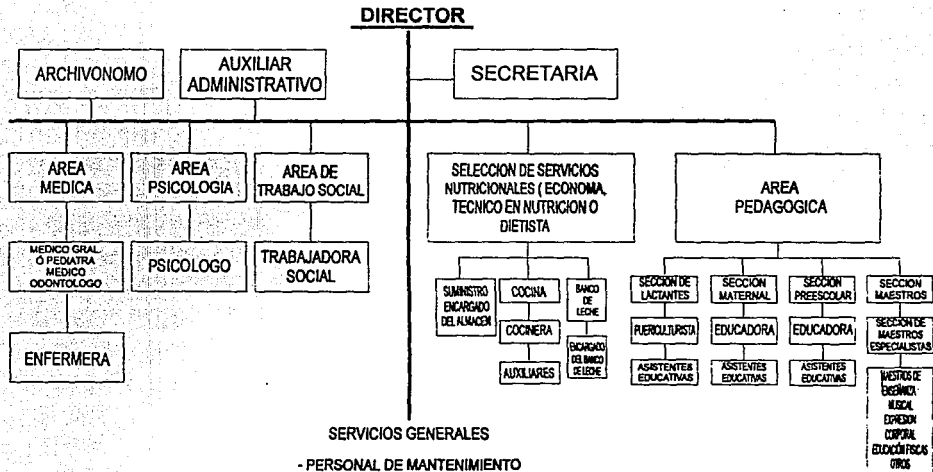 DIRECTOR
ARCHIVONOMO
AUXILIAR
ADMINISTRATIVO
SECRETARIA
AREA
MEDICA
AREA
PSICOLOGIA
AREA DE
TRABAJO SOCIAL
SELECCION DE SERVICIOS
NUTRICIONALES ( ECONOMA,
TECNICO EN NUTRICION O
DIETISTA
AREA
PEDAGOGICA
MEDICO GRAL.
Ó PEDIATRA
MEDICO
ODONTOLOGO
PSICOLOGO
TRABAJADORA
SOCIAL
ENFERMERA
SUMINISTRO
ENCARGADO
DEL ALMACEN
COCINA
COCINERA
AUXILIARES
BANCO
DE
LECHE
ENCARGADO
DEL BANCO
DE LECHE
SECCION DE
LACTANTES
PUERICULTURISTA
ASISTENTES
EDUCATIVAS
SECCION
MATERNAL
EDUCADORA
ASISTENTES
EDUCATIVAS
SECCION
PREESCOLAR
EDUCADORA
ASISTENTES
EDUCATIVAS
SECCION
MAESTROS
SECCION DE
MAESTROS
ESPECIALISTAS
MAESTROS DE
ENSEÑANZA
MUSICAL
EXPRESION
CORPORAL
EDUCACIÓN FISCAS
OTROS
SERVICIOS GENERALES
- PERSONAL DE MANTENIMIENTO